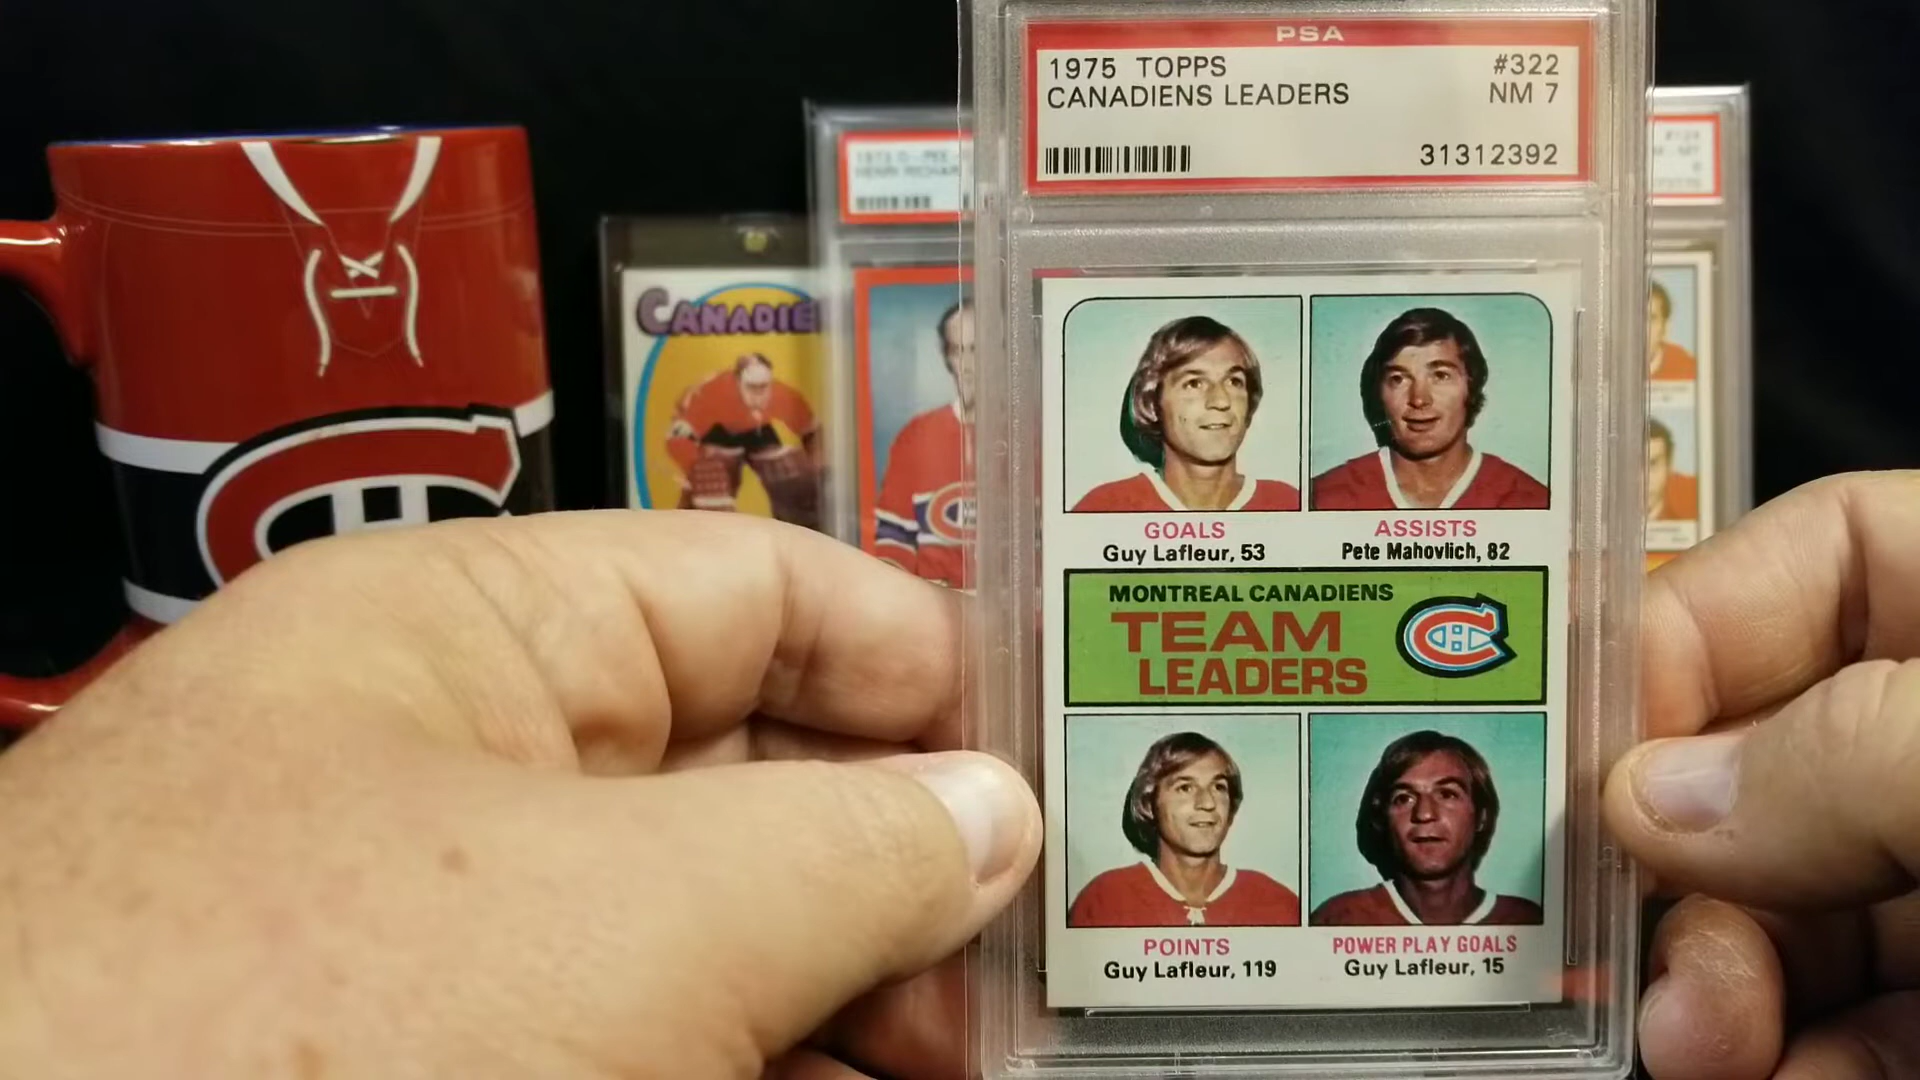 PSA
1975 TOPPS #322
CANADIENS LEADERS NM 7
31312392
CANADIE
GOALS
Guy Lafleur, 53
ASSISTS
Pete Mahovlich, 82
MONTREAL CANADIENS
TEAM
LEADERS
POINTS
Guy Lafleur, 119
POWER PLAY GOALS
Guy Lafleur, 15